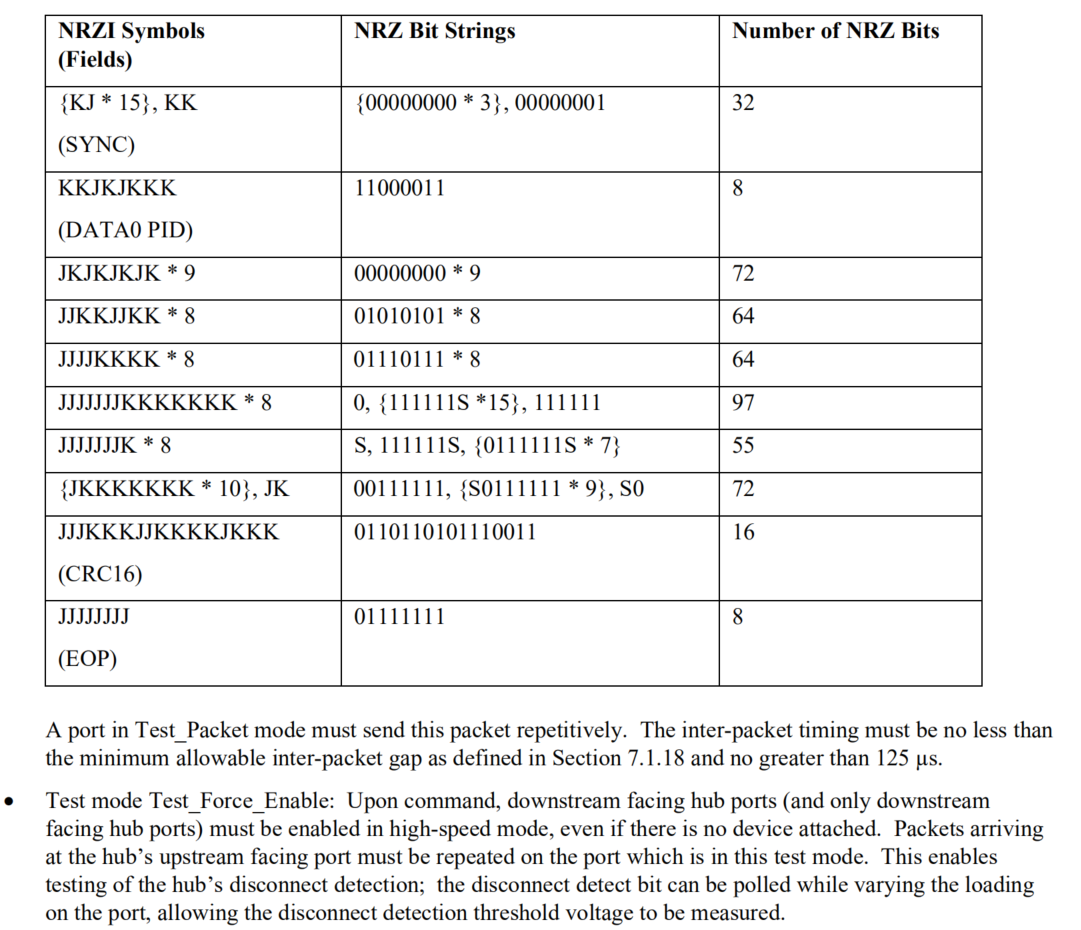 NRZI Symbols NRZ Bit Strings Number of NRZ Bits
(Fields)
{KJ * 15}, KK {00000000 * 3}, 00000001 32
(SYNC)
KKJKJKKK 11000011 8
(DATA0 PID)
JKJKJKJK * 9 00000000 * 9 72
JJKKJJKK * 8 01010101 * 8 64
JJJJKKKK * 8 01110111 * 8 64
JJJJJJJKKKKKKK * 8 0, {111111S *15}, 111111 97
JJJJJJJK * 8 S, 111111S, {0111111S * 7} 55
{JKKKKKKK * 10}, JK 00111111, {S0111111 * 9}, S0 72
JJJKKKJJKKKKJKKK 0110110101110011 16
(CRC16)
JJJJJJJJ 01111111 8
(EOP)
A port in Test_Packet mode must send this packet repetitively. The inter-packet timing must be no less than
the minimum allowable inter-packet gap as defined in Section 7.1.18 and no greater than 125 µs.
• Test mode Test_Force_Enable: Upon command, downstream facing hub ports (and only downstream
facing hub ports) must be enabled in high-speed mode, even if there is no device attached. Packets arriving
at the hub's upstream facing port must be repeated on the port which is in this test mode. This enables
testing of the hub's disconnect detection; the disconnect detect bit can be polled while varying the loading
on the port, allowing the disconnect detection threshold voltage to be measured.